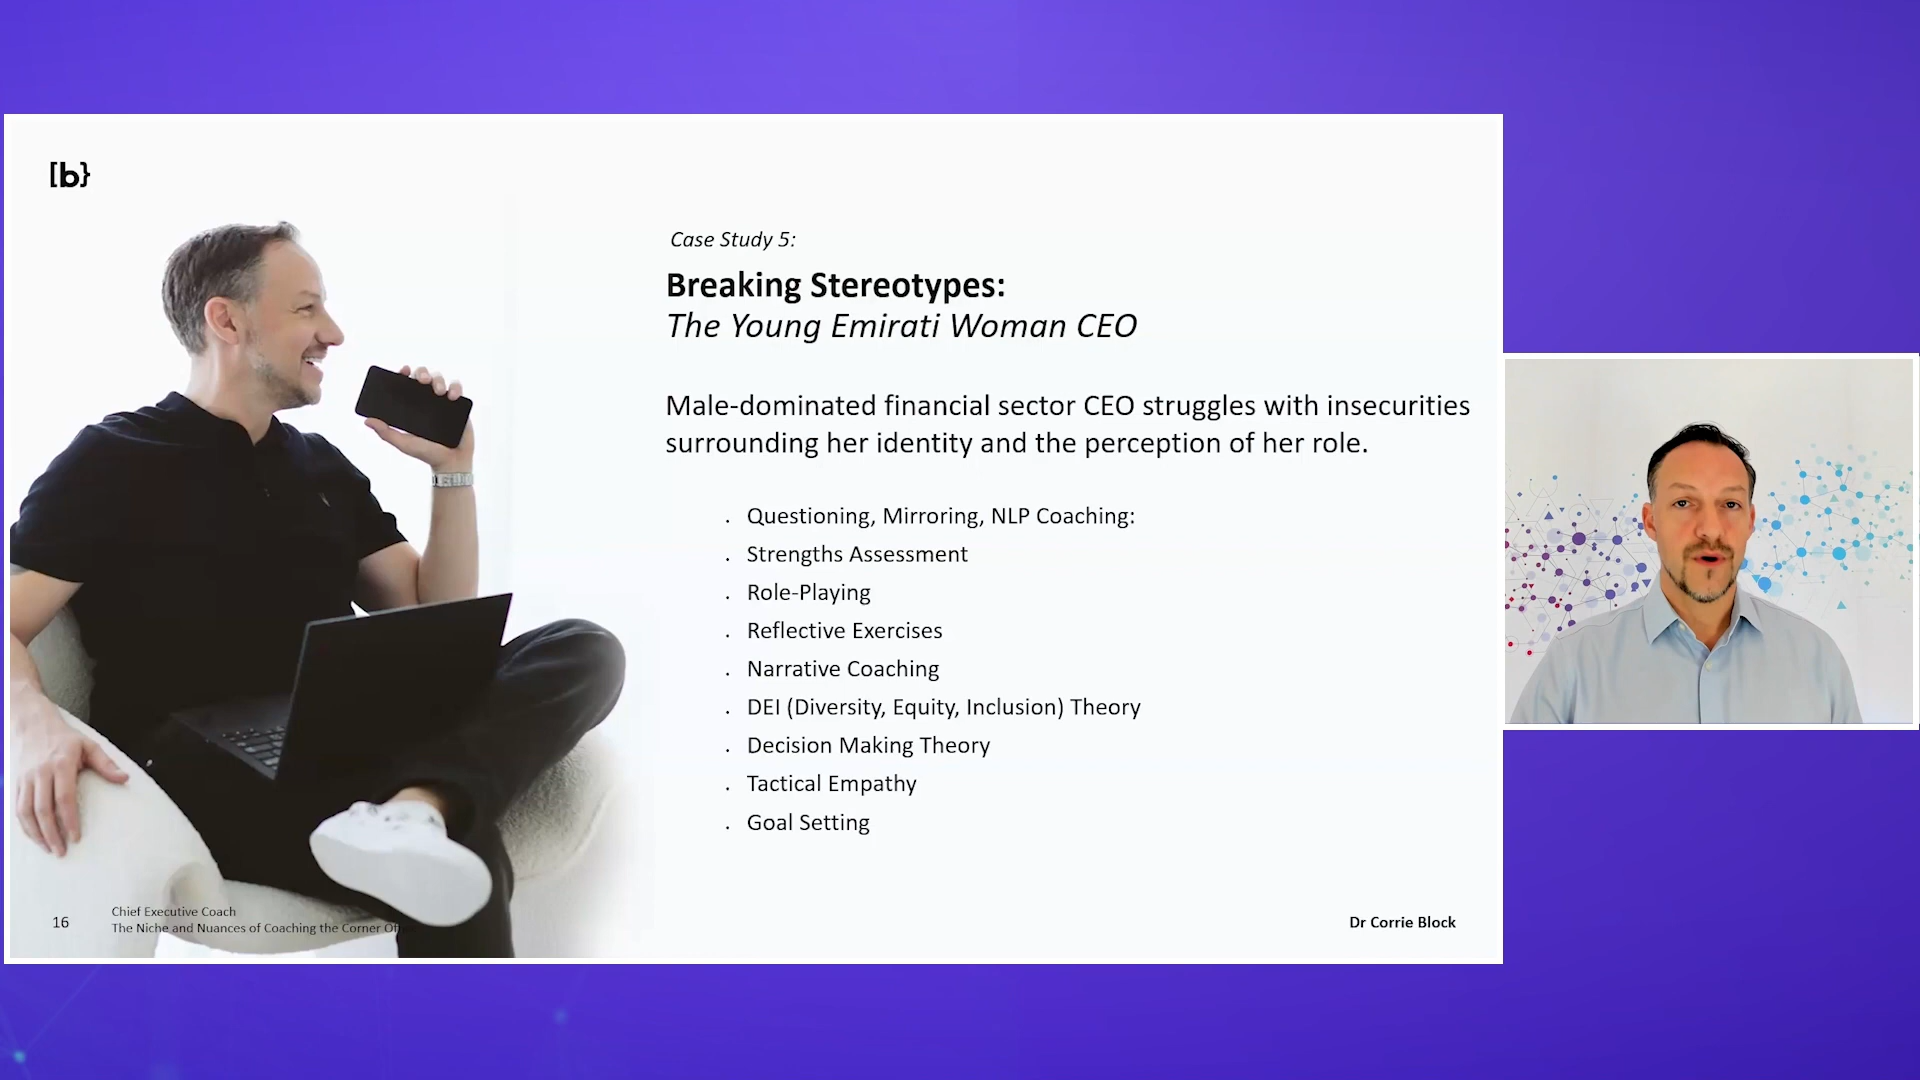 [b}
Case Study 5:
Breaking Stereotypes:
The Young Emirati Woman CEO
Male-dominated financial sector CEO struggles with insecurities
surrounding her identity and the perception of her role.
. Questioning, Mirroring, NLP Coaching:
. Strengths Assessment
. Role-Playing
. Reflective Exercises
. Narrative Coaching
. DEI (Diversity, Equity, Inclusion) Theory
. Decision Making Theory
. Tactical Empathy
. Goal Setting
16
Chief Executive Coach
The Niche and Nuances of Coaching the Corner
Dr Corrie Block